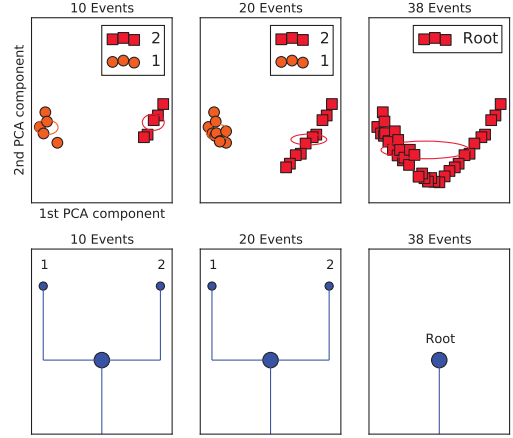 10 Events
20 Events
38 Events
2
1
2
1
Root
2nd PCA component
1st PCA component
10 Events
20 Events
38 Events
1
2
1
2
Root